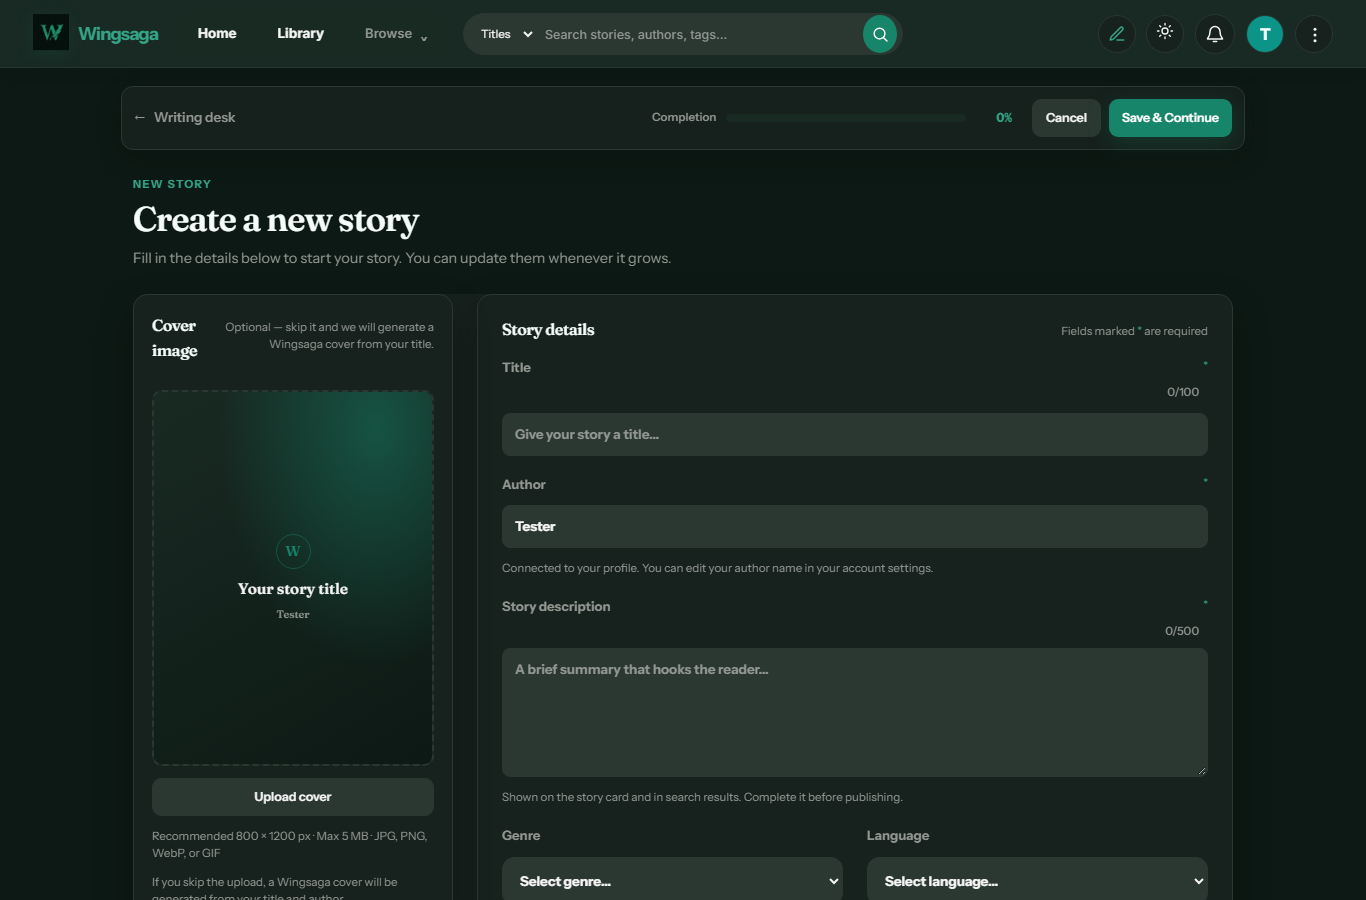 W Wingsaga Home Library Browse Titles Search stories, authors, tags... T
← Writing desk Completion 0% Cancel Save & Continue
NEW STORY
Create a new story
Fill in the details below to start your story. You can update them whenever it grows.
Cover image
Optional — skip it and we will generate a
Wingsaga cover from your title.
W
Your story title
Tester
Upload cover
Recommended 800 × 1200 px · Max 5 MB · JPG, PNG,
WebP, or GIF
If you skip the upload, a Wingsaga cover will be
generated from your title and author.
Story details Fields marked * are required
Title *
0/100
Give your story a title...
Author *
Tester
Connected to your profile. You can edit your author name in your account settings.
Story description *
0/500
A brief summary that hooks the reader...
Shown on the story card and in search results. Complete it before publishing.
Genre Language
Select genre... Select language...